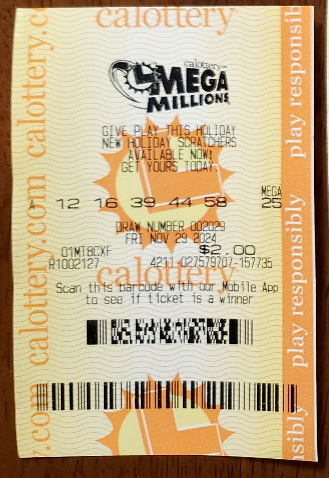 calottery
calottery
MEGA
MILLIONS
GIVE PLAY THIS HOLIDAY
NEW HOLIDAY SCRATCHERS
AVAILABLE NOW!
GET YOURS TODAY.
MEGA
A 12 16 39 44 58 25
DRAW NUMBER 002029
FRI NOV 29 2024
01MT8CXF $2.00
R1002127 4211-027579707-157735
calottery
Scan this barcode with our Mobile App
to see if ticket is a winner
calottery.com calottery.c
play responsibly play responsib